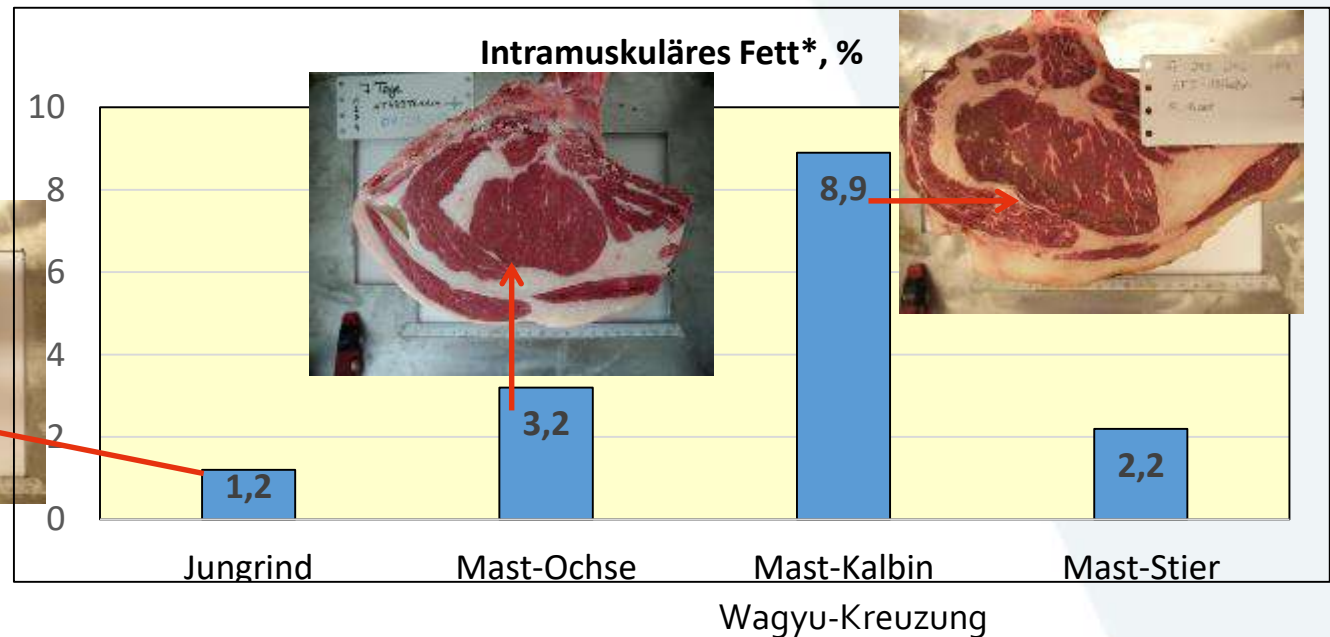 Intramuskuläres Fett*, %
10
8
6
4
2
0
1,2
3,2
8,9
2,2
7 Tage
Jungrind
Mast-Ochse
Mast-Kalbin
Mast-Stier
Wagyu-Kreuzung